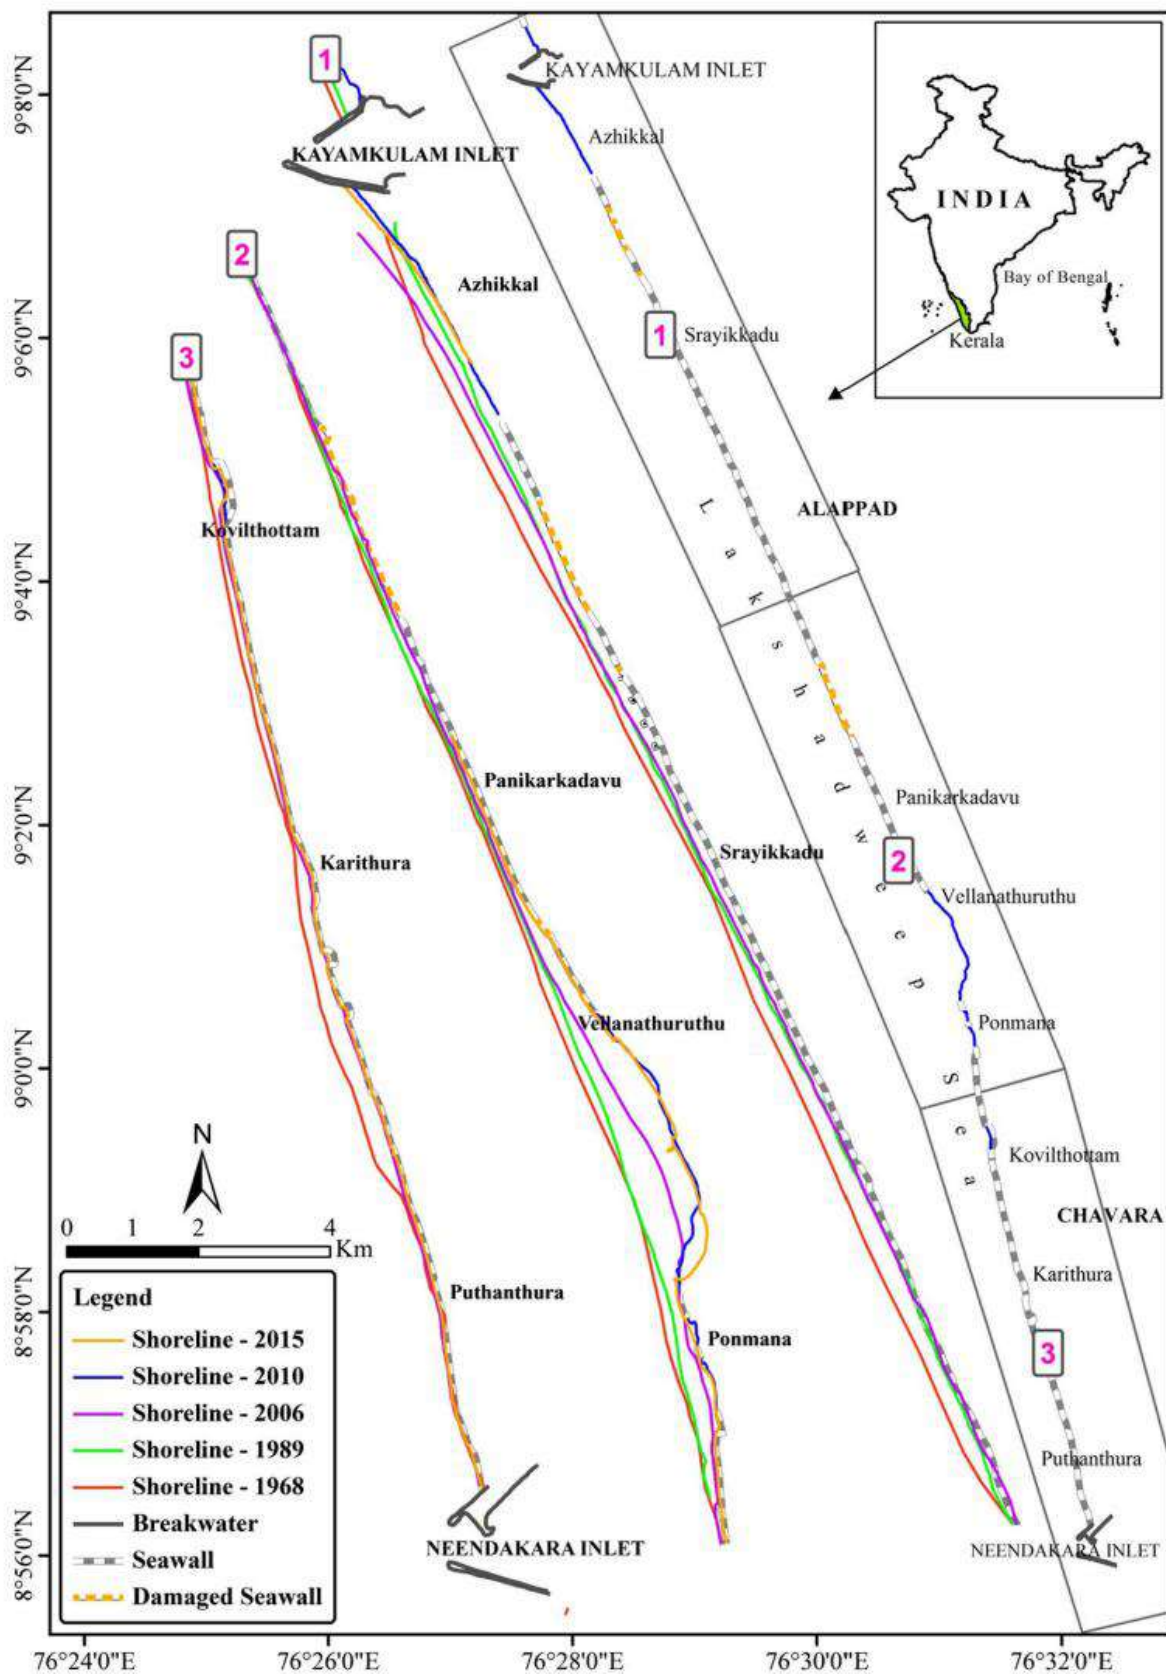 1
KAYAMKULAM INLET
KAYAMKULAM INLET
Azhikkal
INDIA
Bay of Bengal
Kerala
2
Azhikkal
1
Srayikkadu
3
ALAPPAD
Kovilthottam
Lakshadweep Sea
Panikarkadavu
Panikarkadavu
Karithura
Srayikkadu
2
Vellanathuruthu
Vellanathuruthu
Ponmana
Kovilthottam
CHAVARA
Karithura
Puthanthura
Ponmana
3
Puthanthura
NEENDAKARA INLET
NEENDAKARA INLET
N
0 1 2 4
Km
Legend
Shoreline - 2015
Shoreline - 2010
Shoreline - 2006
Shoreline - 1989
Shoreline - 1968
Breakwater
Seawall
Damaged Seawall
9°8'0"N
9°6'0"N
9°4'0"N
9°2'0"N
9°0'0"N
8°58'0"N
8°56'0"N
76°24'0"E 76°26'0"E 76°28'0"E 76°30'0"E 76°32'0"E